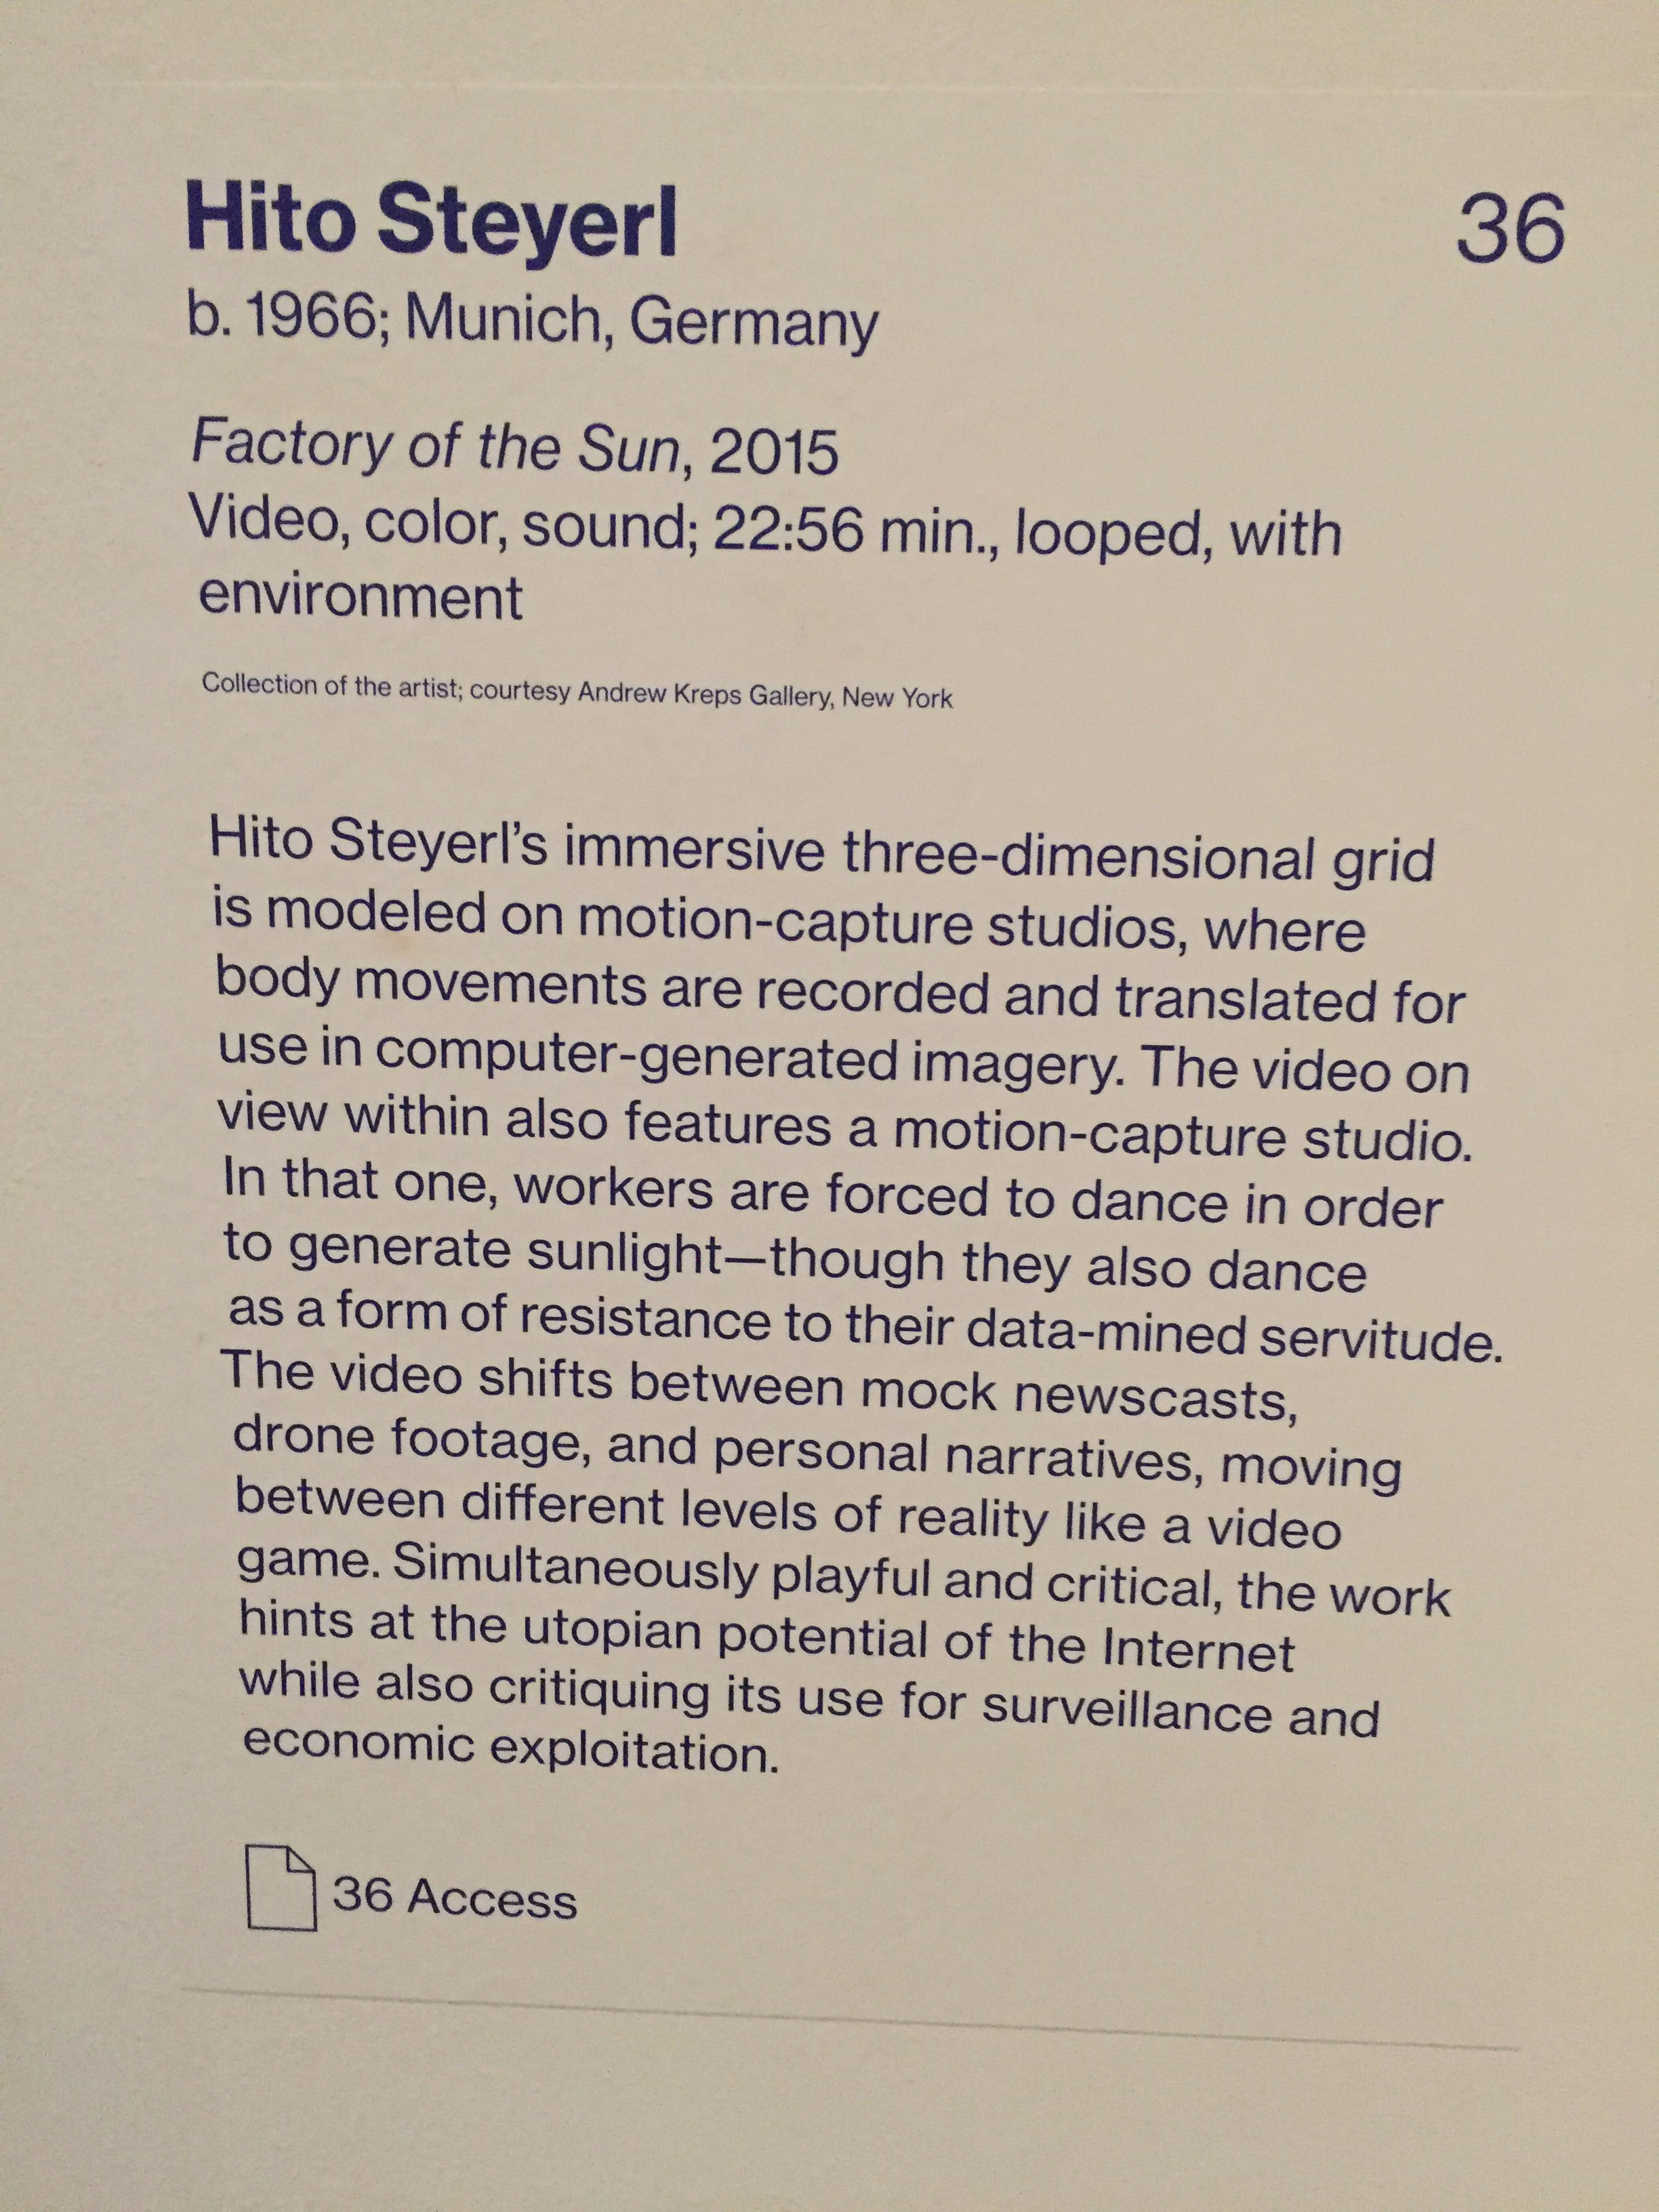 Hito Steyerl
36
b. 1966; Munich, Germany
Factory of the Sun, 2015
Video, color, sound; 22:56 min., looped, with
environment
Collection of the artist; courtesy Andrew Kreps Gallery, New York
Hito Steyerl’s immersive three-dimensional grid
is modeled on motion-capture studios, where
body movements are recorded and translated for
use in computer-generated imagery. The video on
view within also features a motion-capture studio.
In that one, workers are forced to dance in order
to generate sunlight—though they also dance
as a form of resistance to their data-mined servitude.
The video shifts between mock newscasts,
drone footage, and personal narratives, moving
between different levels of reality like a video
game. Simultaneously playful and critical, the work
hints at the utopian potential of the Internet
while also critiquing its use for surveillance and
economic exploitation.
36 Access